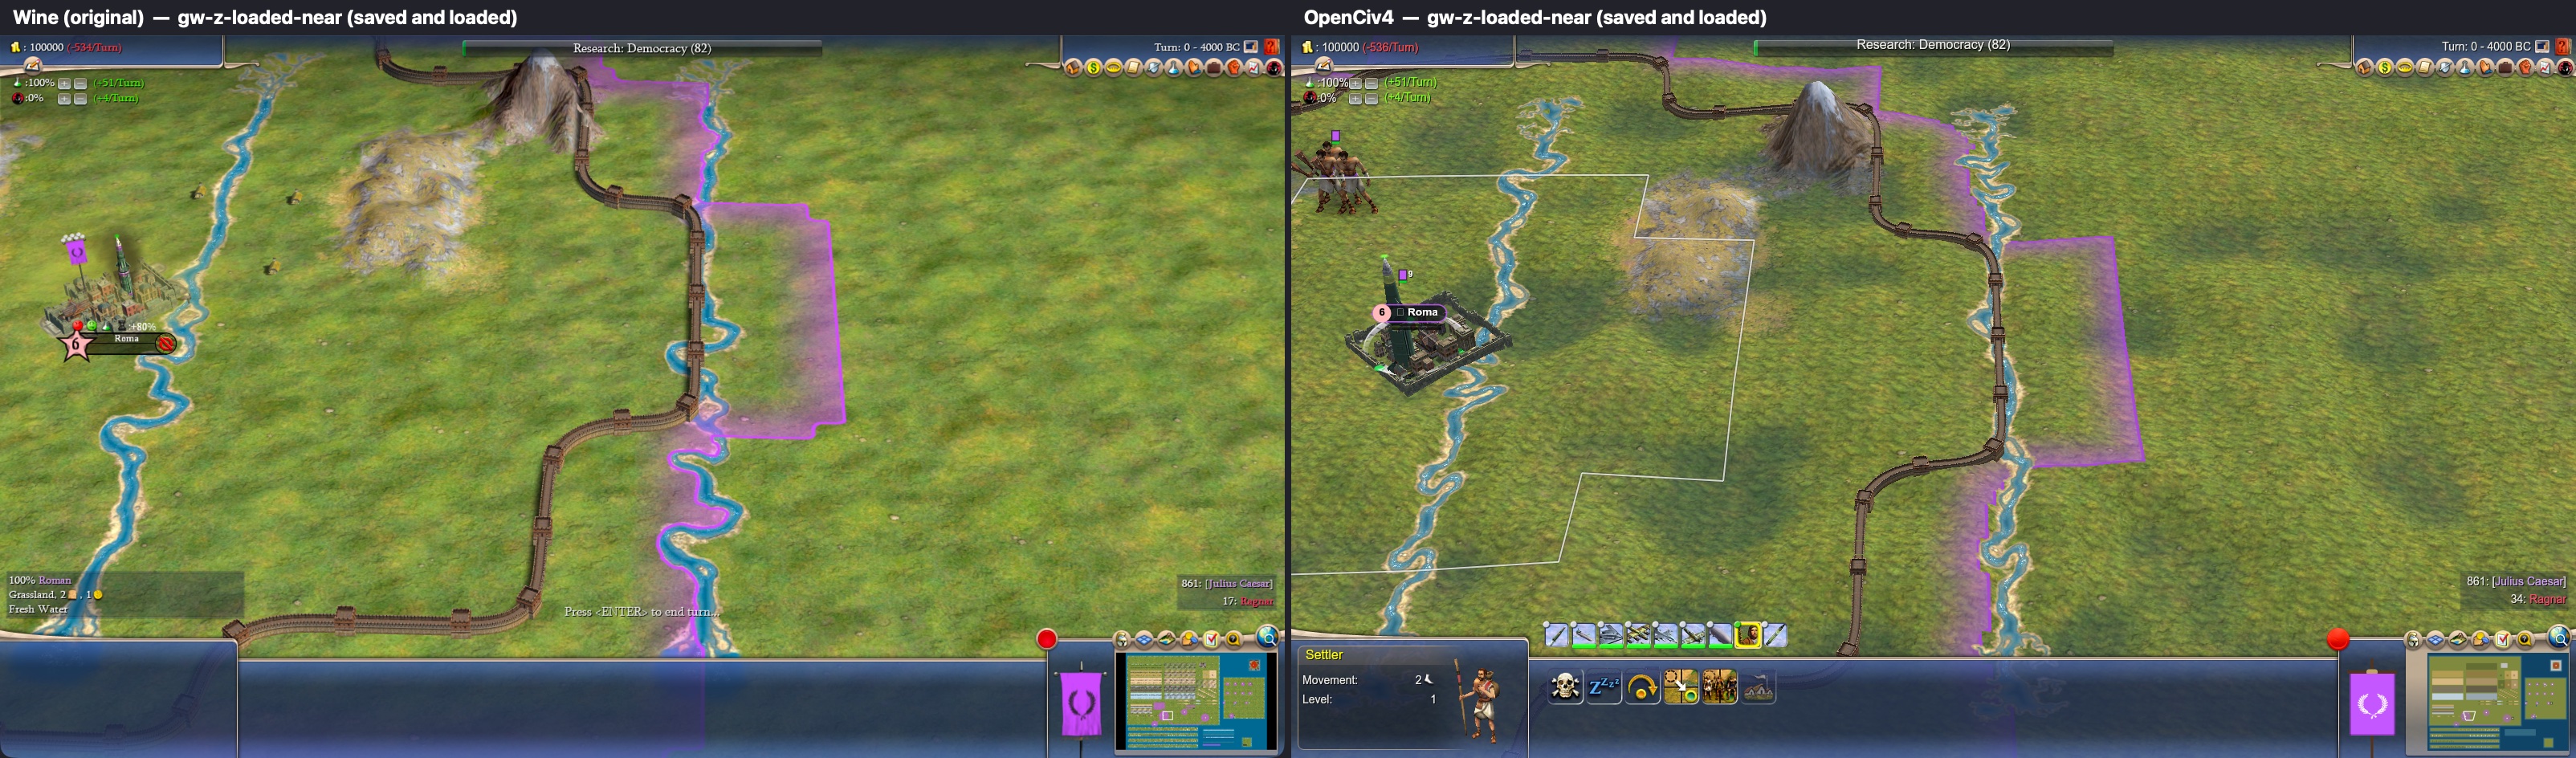 Wine (original) — gw-z-loaded-near (saved and loaded)
: 100000 (-534/Turn)
Research: Democracy (82)
Turn: 0 - 4000 BC
:100% (+51/Turn)
:0% (+4/Turn)
:+80%
6 Roma
100% Roman
Grassland, 2 , 1
Fresh Water
Press <ENTER> to end turn...
861: [Julius Caesar]
17: Ragnar
OpenCiv4 — gw-z-loaded-near (saved and loaded)
: 100000 (-536/Turn)
Research: Democracy (82)
Turn: 0 - 4000 BC
:100% (+51/Turn)
:0% (+4/Turn)
9
6 Roma
861: [Julius Caesar]
34: Ragnar
Settler
Movement: 2
Level: 1